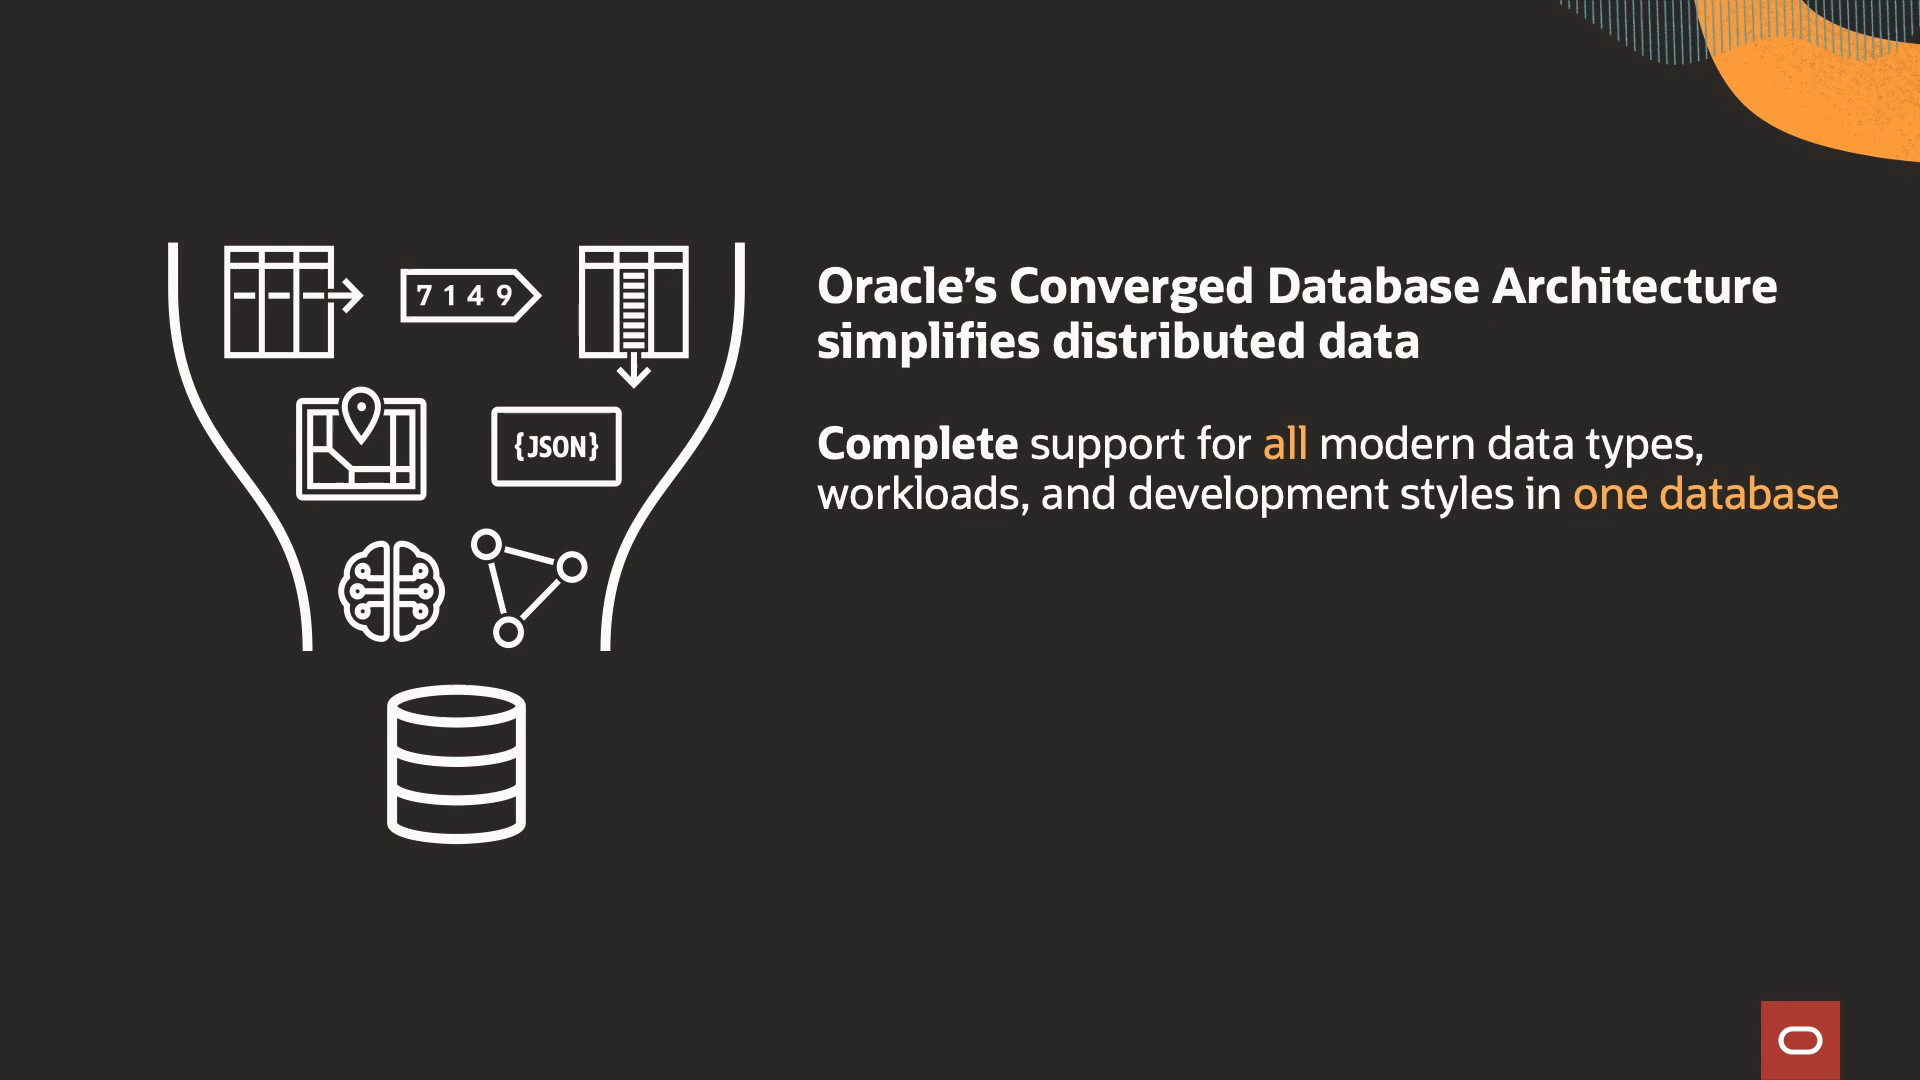 7 1 4 9
{JSON}
Oracle’s Converged Database Architecture
simplifies distributed data
Complete support for all modern data types,
workloads, and development styles in one database